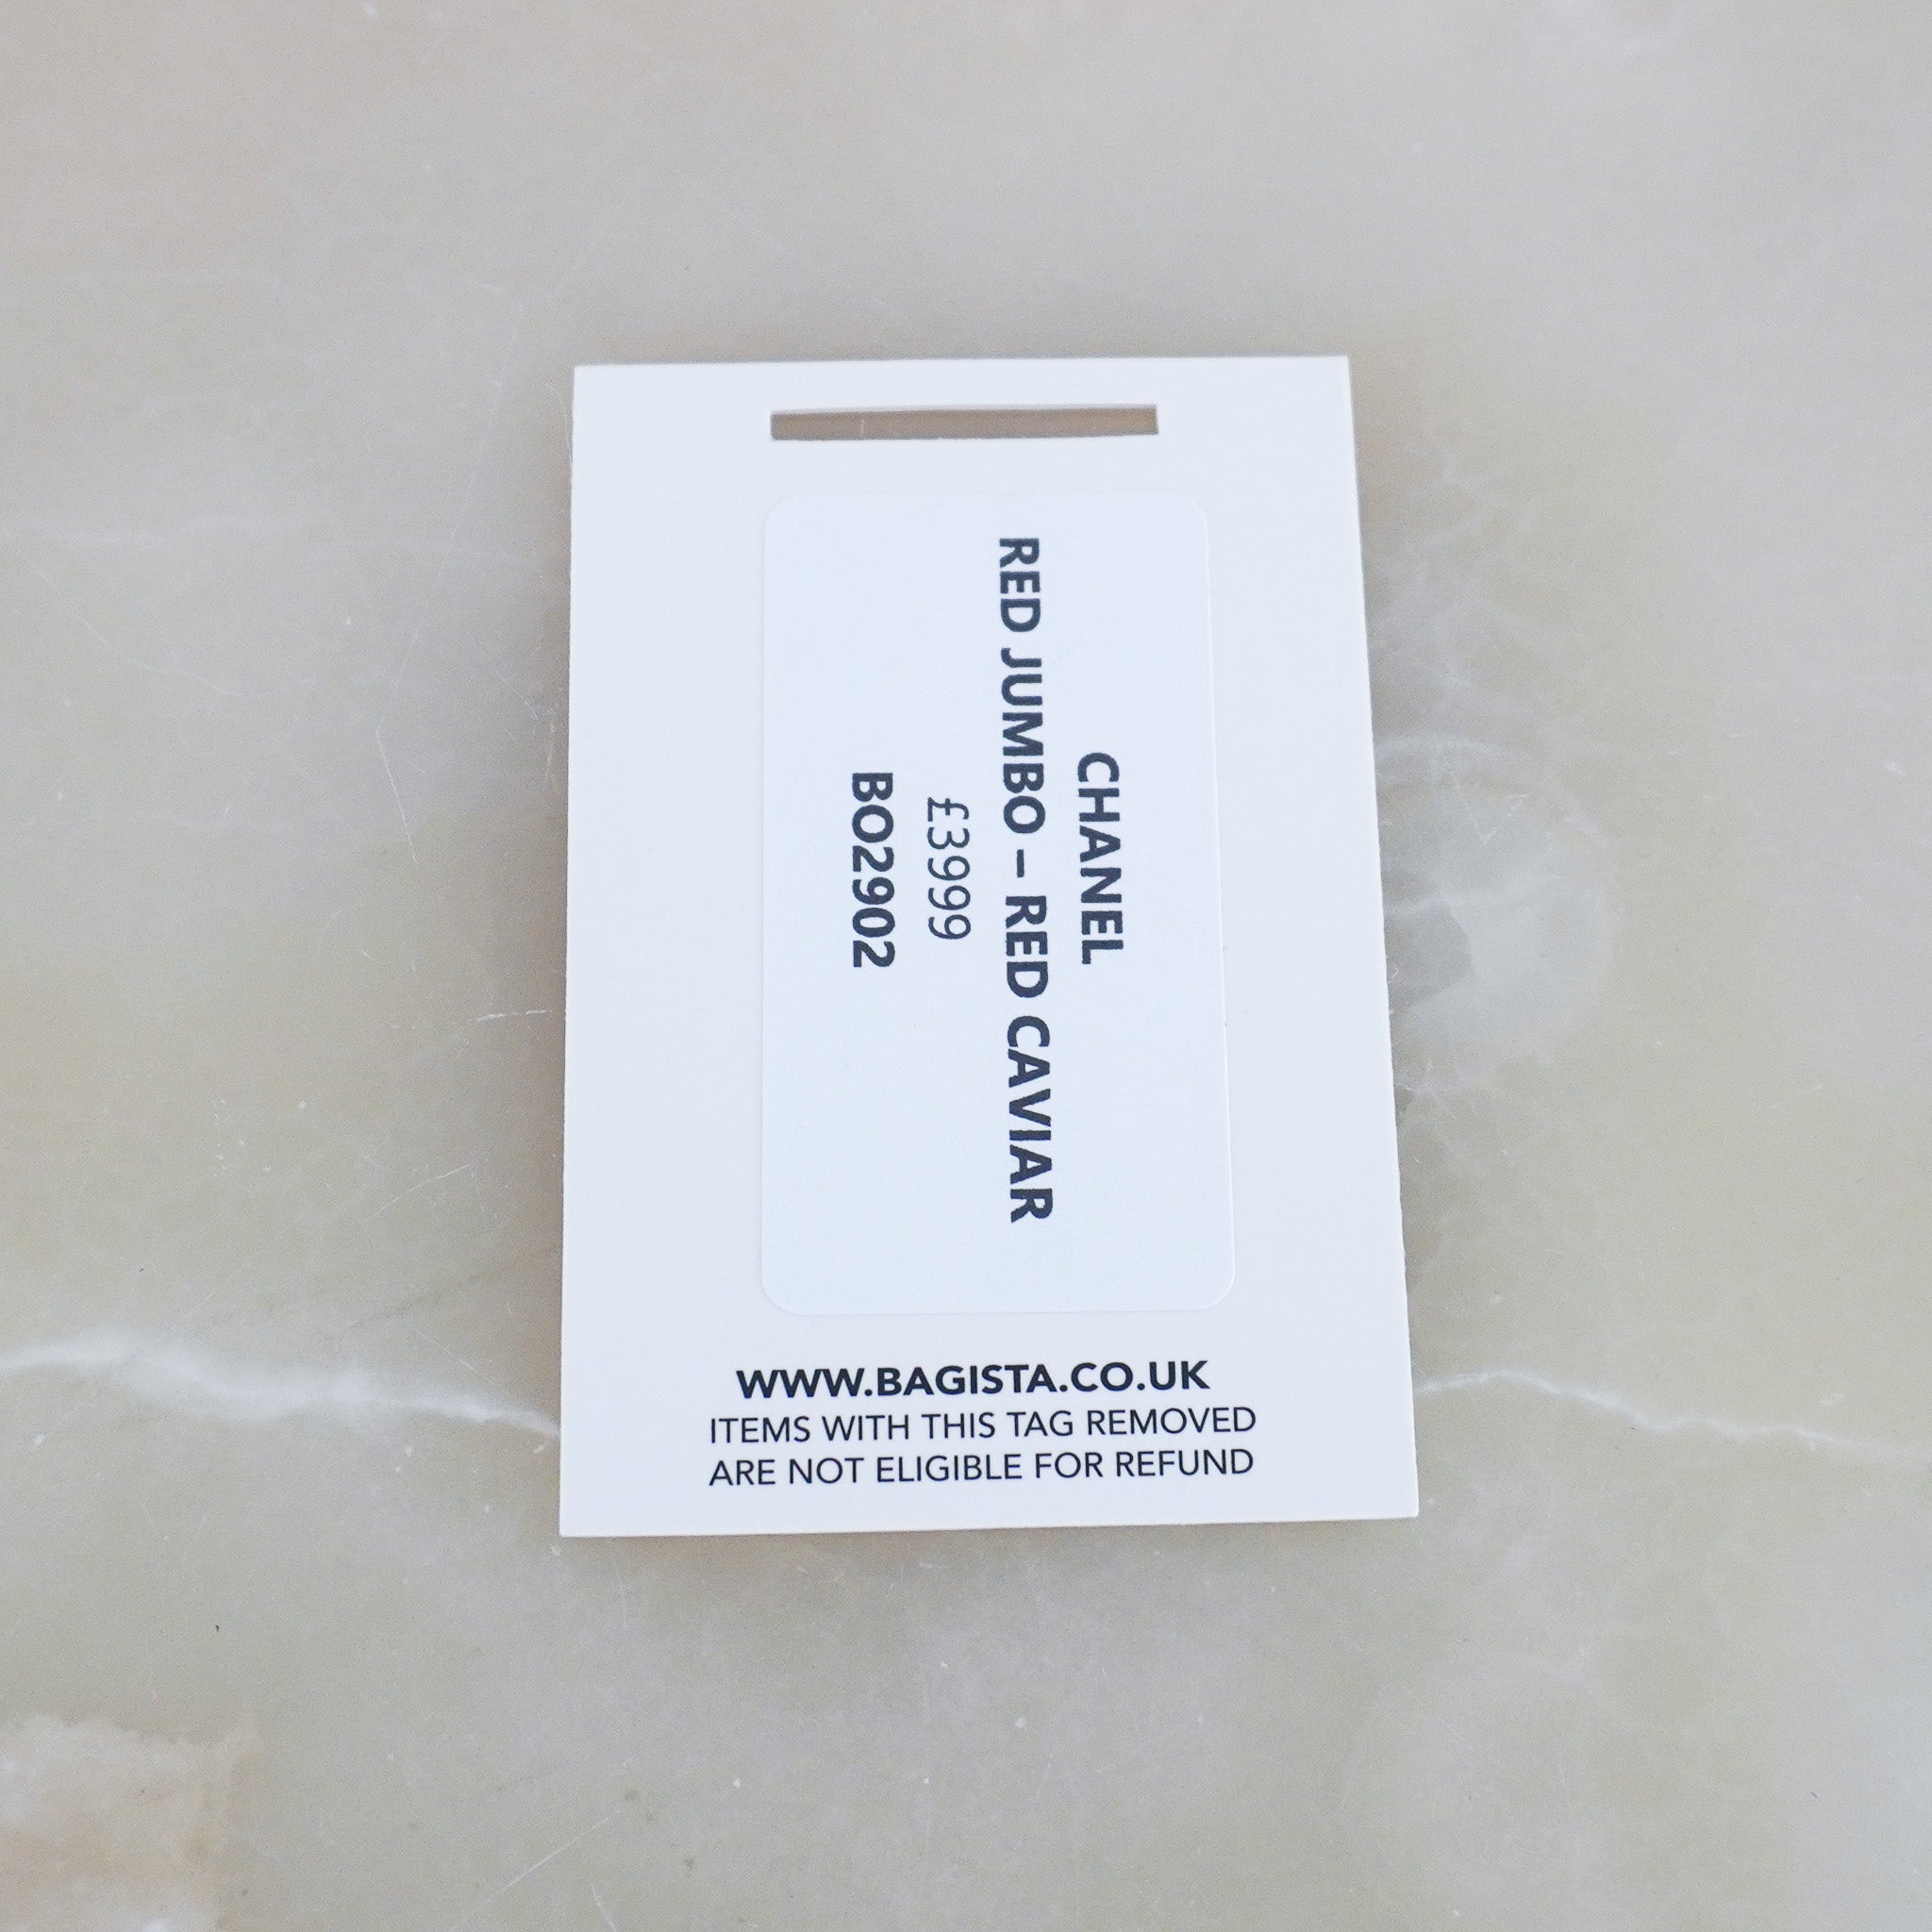 CHANEL
RED JUMBO – RED CAVIAR
£3999
BO2902
WWW.BAGISTA.CO.UK
ITEMS WITH THIS TAG REMOVED
ARE NOT ELIGIBLE FOR REFUND